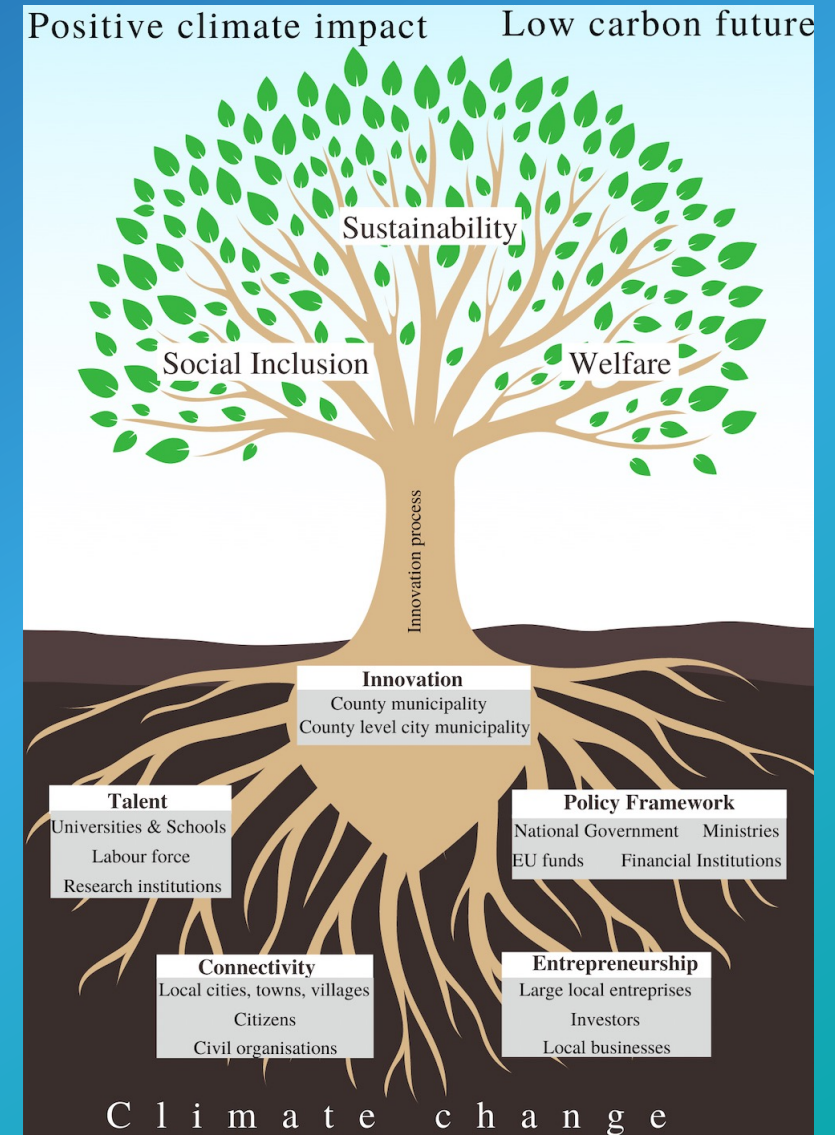 Positive climate impact
Low carbon future
Sustainability
Social Inclusion
Welfare
Innovation process
Innovation
County municipality
County level city municipality
Talent
Universities & Schools
Labour force
Research institutions
Policy Framework
National Government Ministries
EU funds Financial Institutions
Connectivity
Local cities, towns, villages
Citizens
Civil organisations
Entrepreneurship
Large local entreprises
Investors
Local businesses
Climate change